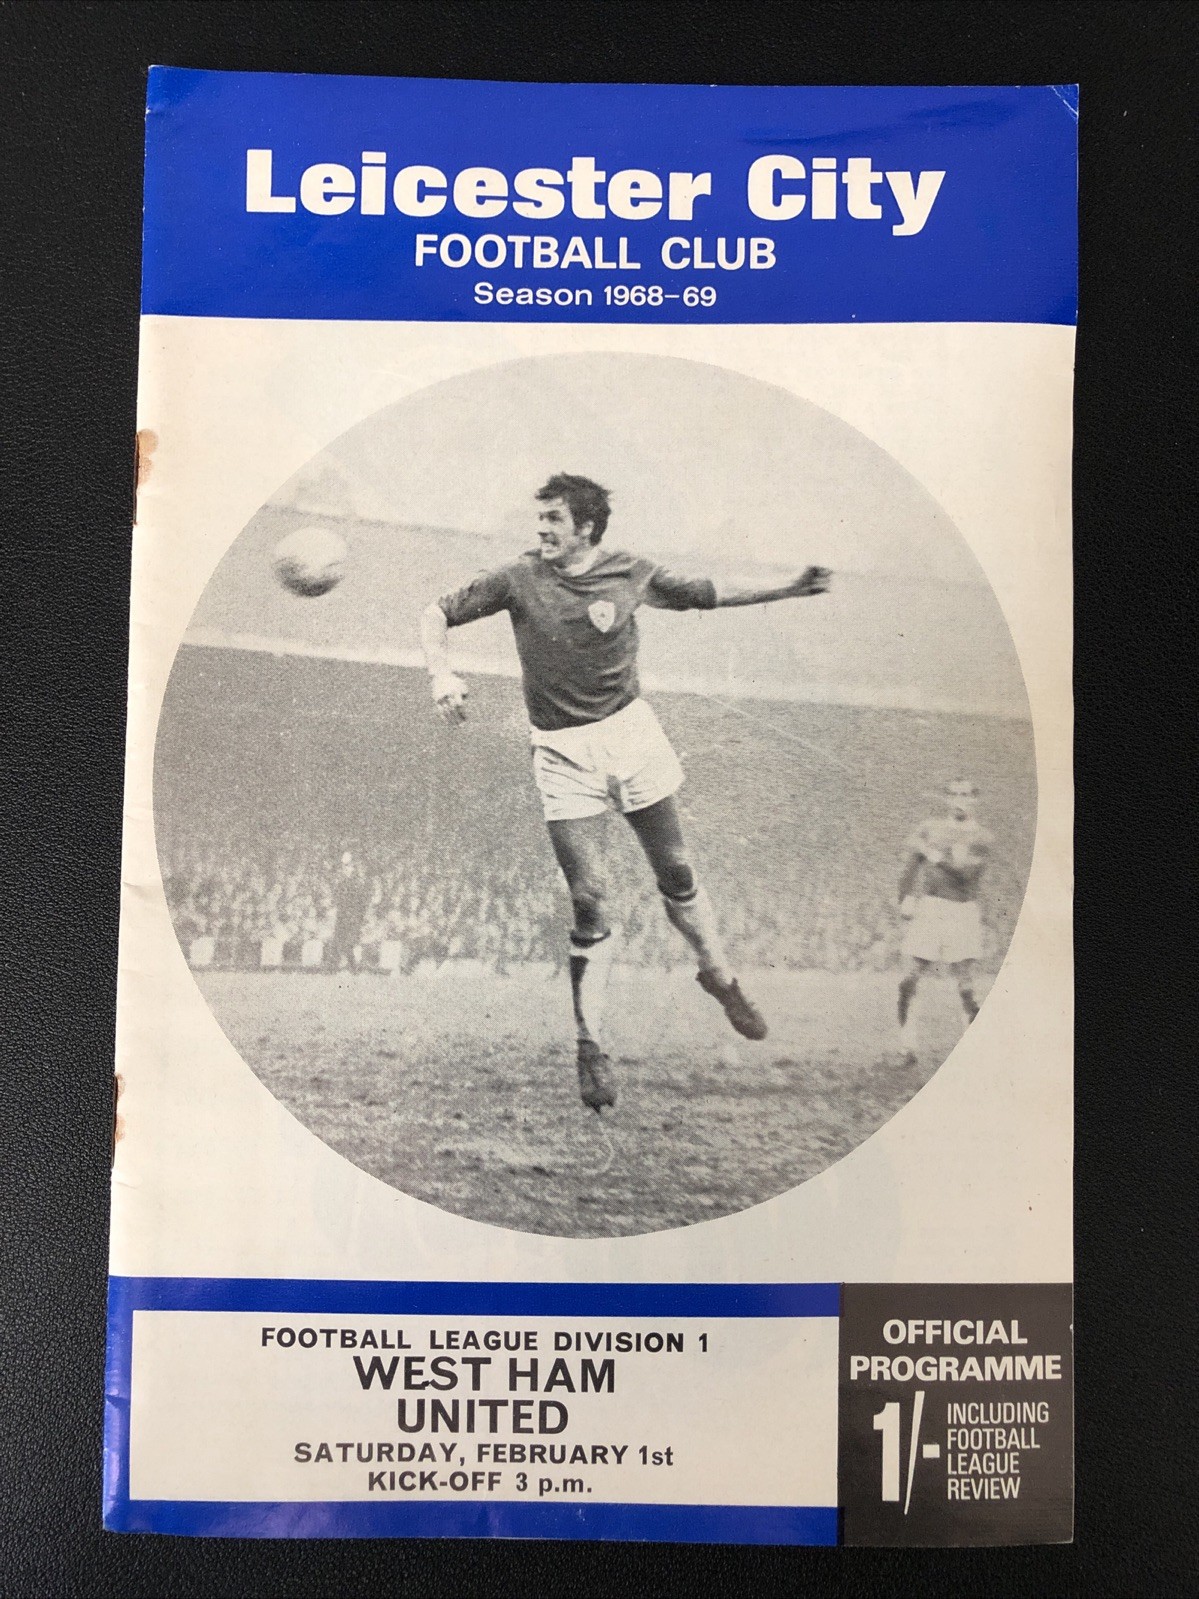 Leicester City
FOOTBALL CLUB
Season 1968-69
FOOTBALL LEAGUE DIVISION 1
WEST HAM
UNITED
SATURDAY, FEBRUARY 1st
KICK-OFF 3 p.m.
OFFICIAL
PROGRAMME
1/-
INCLUDING
FOOTBALL
LEAGUE
REVIEW